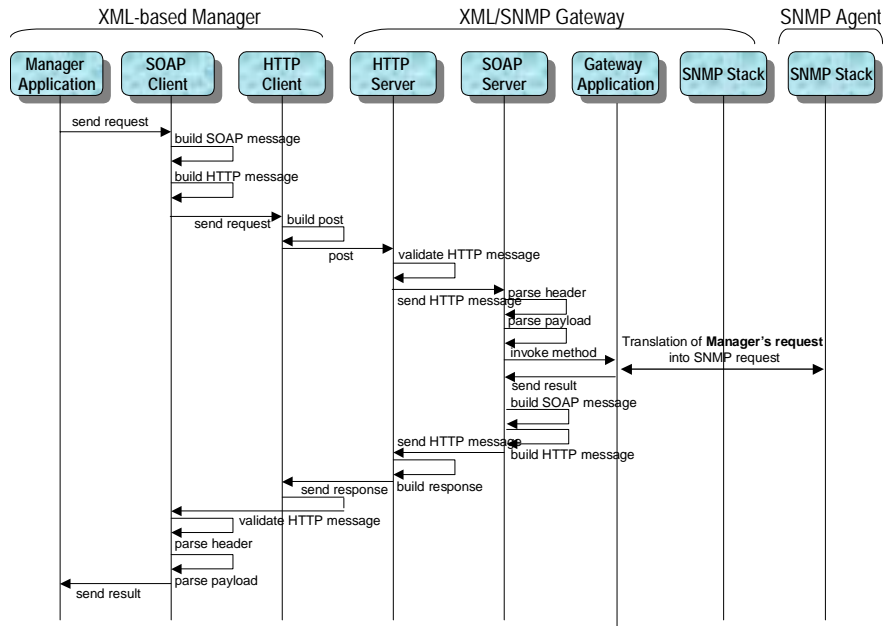 XML-based Manager
XML/SNMP Gateway
SNMP Agent
Manager
Application
SOAP
Client
HTTP
Client
HTTP
Server
SOAP
Server
Gateway
Application
SNMP Stack
SNMP Stack
send request
build SOAP message
build HTTP message
send request
build post
post
validate HTTP message
send HTTP message
parse header
parse payload
invoke method
Translation of Manager's request
into SNMP request
send result
build SOAP message
send HTTP message
build HTTP message
build response
send response
validate HTTP message
parse header
parse payload
send result